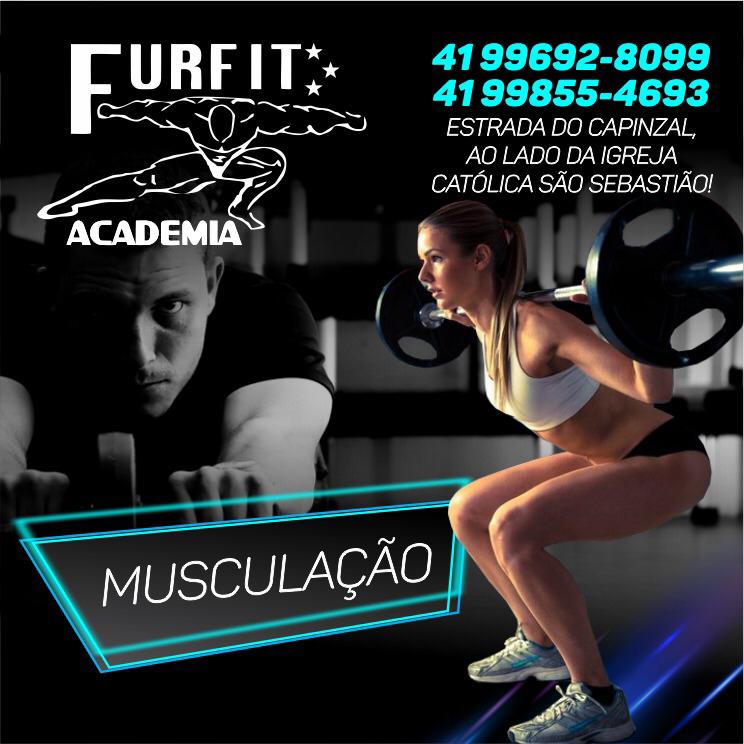 FURFIT
ACADEMIA
41 99692-8099
41 99855-4693
ESTRADA DO CAPINZAL,
AO LADO DA IGREJA
CATÓLICA SÃO SEBASTIÃO!
MUSCULAÇÃO